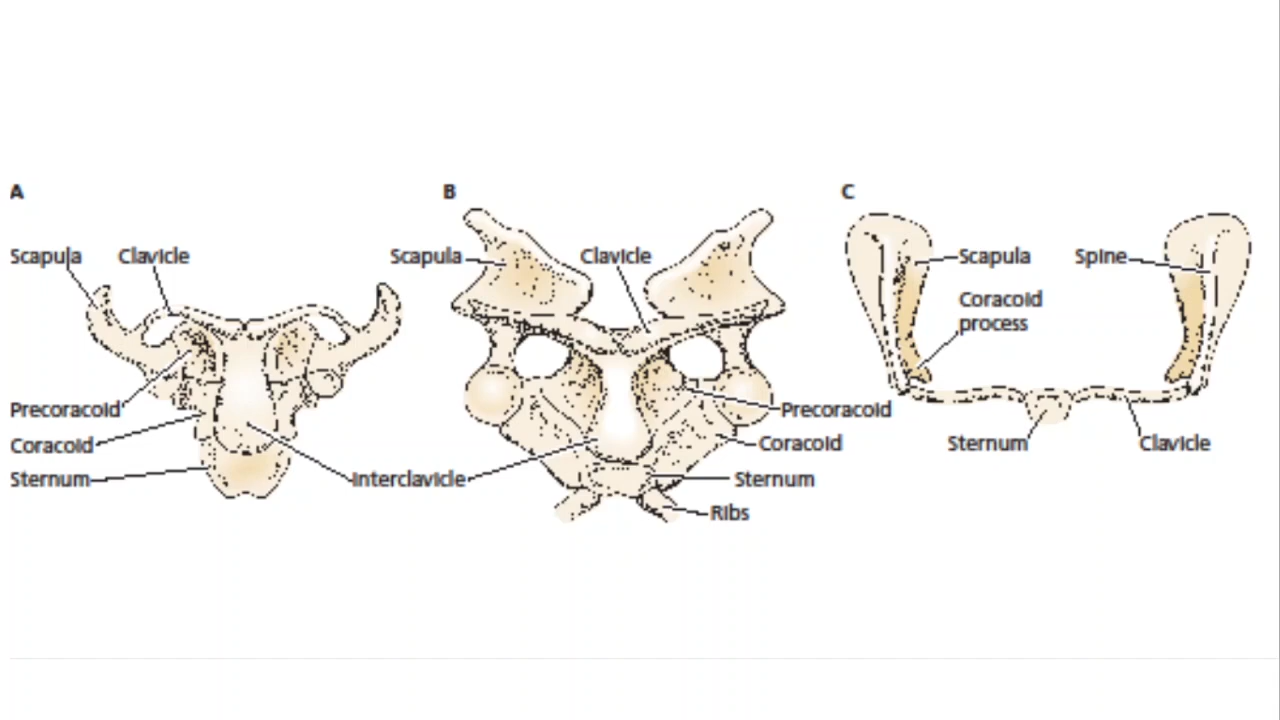 A
B
C
Scapula
Clavicle
Scapula
Clavicle
Scapula
Spine
Coracoid
process
Precoracoid
Coracoid
Sternum
Interclavicle
Precoracoid
Coracoid
Sternum
Ribs
Sternum
Clavicle